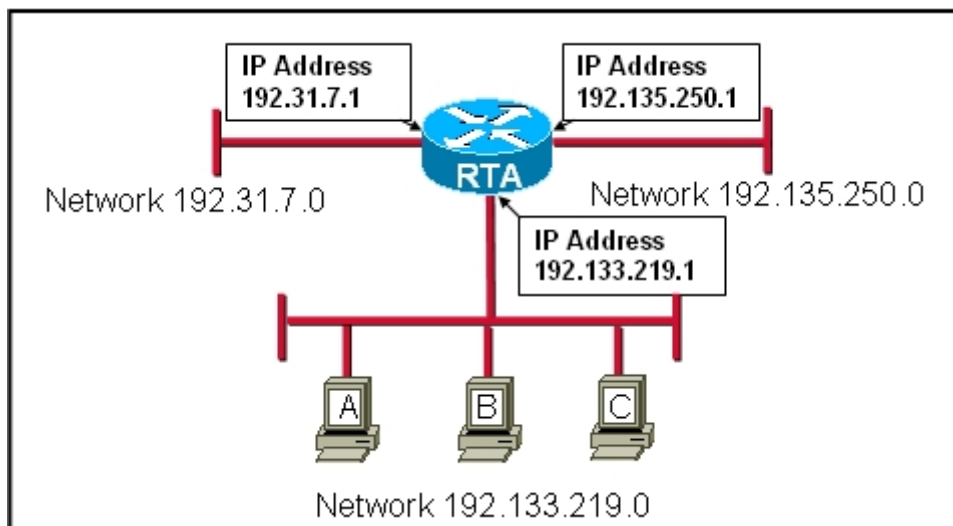 IP Address
192.31.7.1
IP Address
192.135.250.1
RTA
Network 192.31.7.0
Network 192.135.250.0
IP Address
192.133.219.1
A
B
C
Network 192.133.219.0